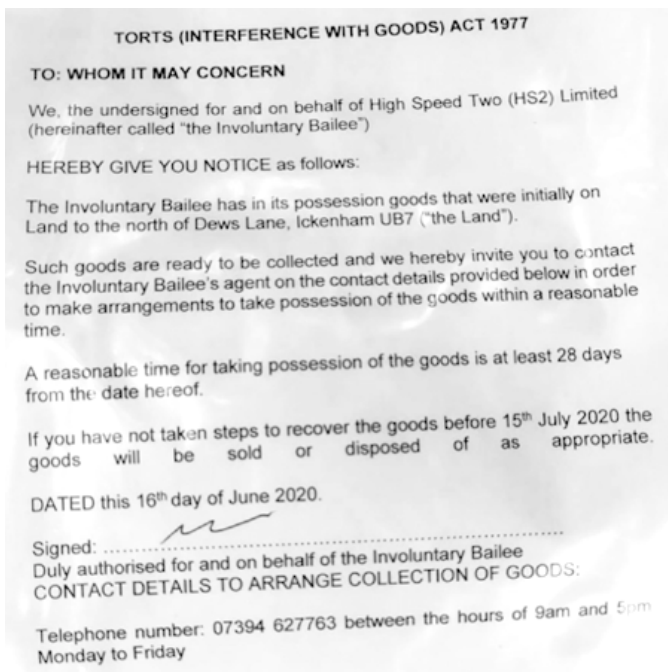 TORTS (INTERFERENCE WITH GOODS) ACT 1977
TO: WHOM IT MAY CONCERN
We, the undersigned for and on behalf of High Speed Two (HS2) Limited
(hereinafter called "the Involuntary Bailee")
HEREBY GIVE YOU NOTICE as follows:
The Involuntary Bailee has in its possession goods that were initially on
Land to the north of Dews Lane, Ickenham UB7 ("the Land").
Such goods are ready to be collected and we hereby invite you to contact
the Involuntary Bailee's agent on the contact details provided below in order
to make arrangements to take possession of the goods within a reasonable
time.
A reasonable time for taking possession of the goods is at least 28 days
from the date hereof.
If you have not taken steps to recover the goods before 15th July 2020 the
goods will be sold or disposed of as appropriate.
DATED this 16th day of June 2020.
Signed: ..........................................................
Duly authorised for and on behalf of the Involuntary Bailee
CONTACT DETAILS TO ARRANGE COLLECTION OF GOODS:
Telephone number: 07394 627763 between the hours of 9am and 5pm
Monday to Friday